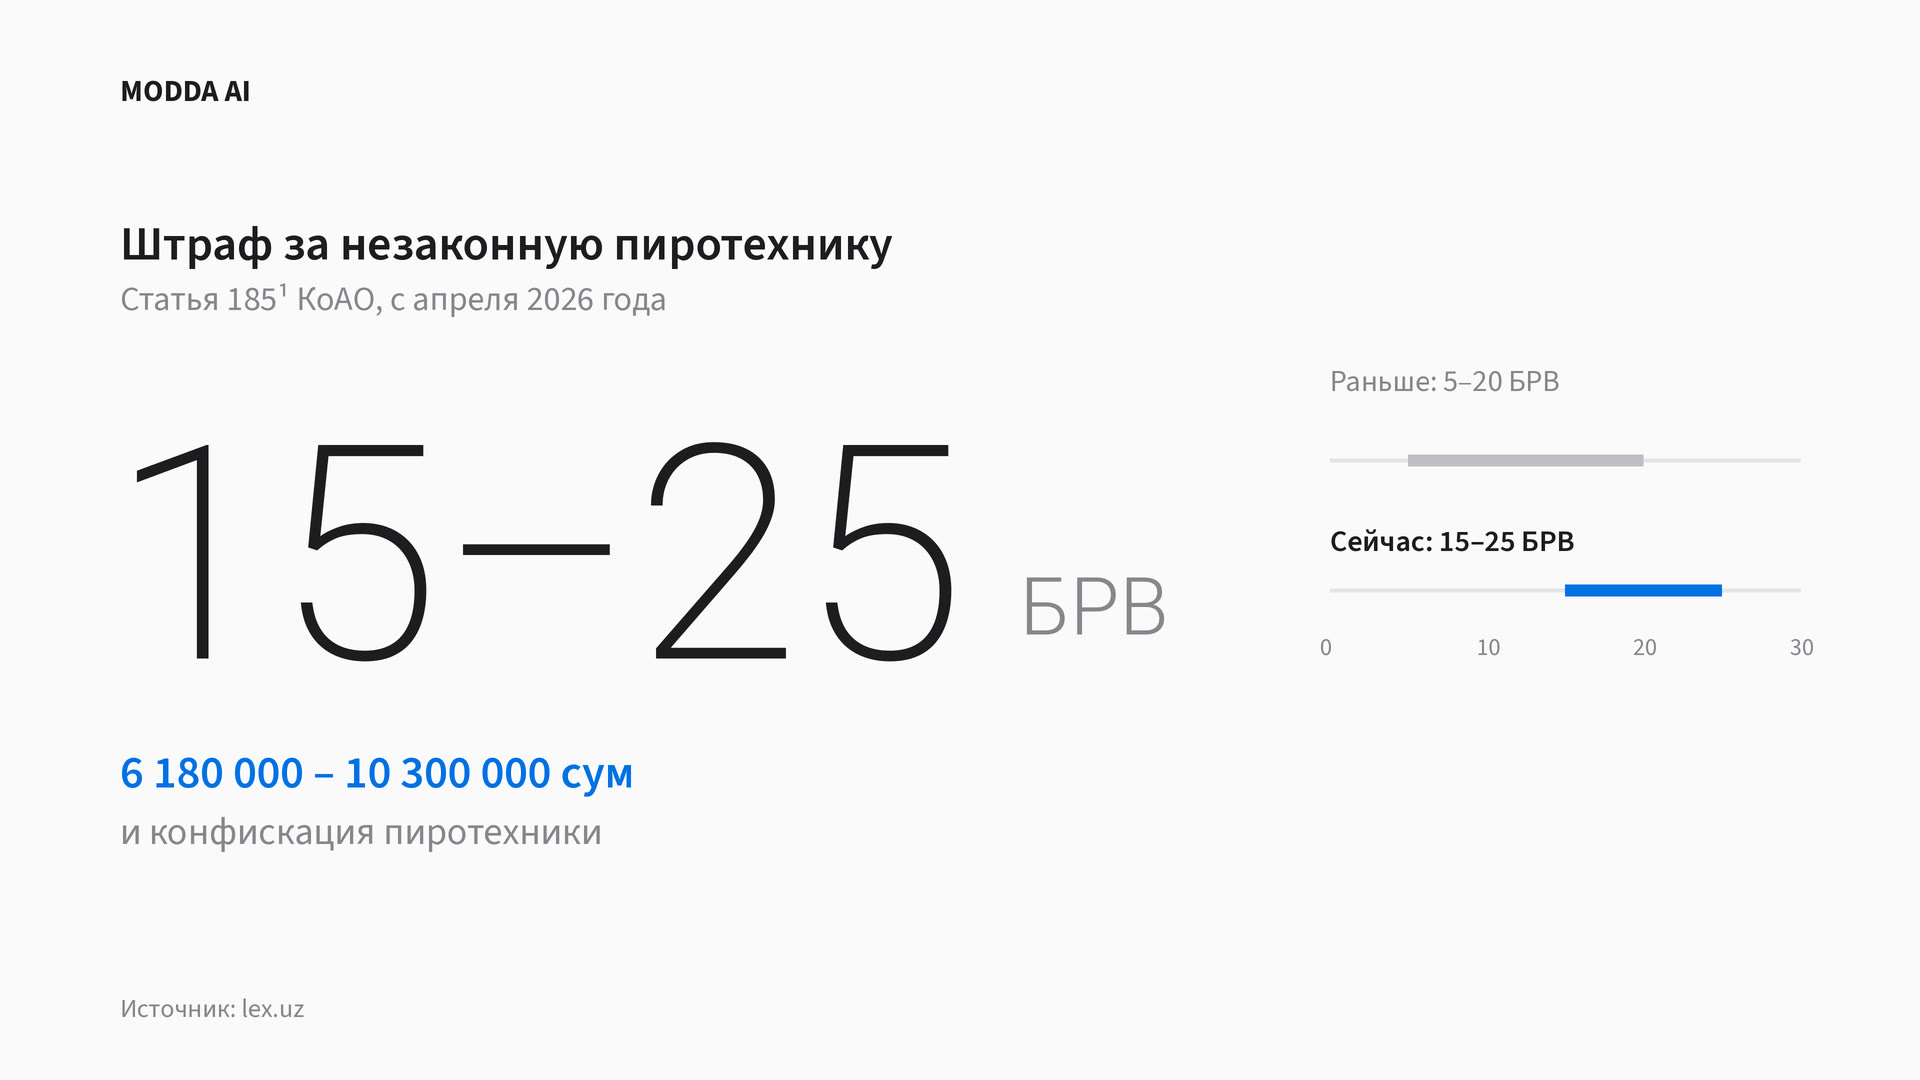 MODDA AI
Штраф за незаконную пиротехнику
Статья 185¹ КоАО, с апреля 2026 года
15–25 БРВ
6 180 000 – 10 300 000 сум
и конфискация пиротехники
Раньше: 5–20 БРВ
Сейчас: 15–25 БРВ
0 10 20 30
Источник: lex.uz